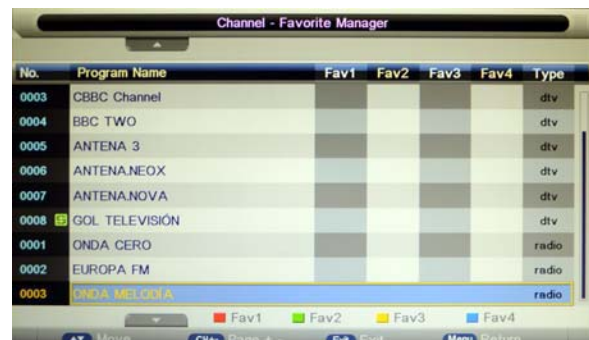 Channel - Favorite Manager
No. Program Name Fav1 Fav2 Fav3 Fav4 Type
0003 CBBC Channel dtv
0004 BBC TWO dtv
0005 ANTENA 3 dtv
0006 ANTENA.NEOX dtv
0007 ANTENA.NOVA dtv
0008 GOL TELEVISIÓN dtv
0001 ONDA CERO radio
0002 EUROPA FM radio
0003 ONDA MELODÍA radio
Fav1 Fav2 Fav3 Fav4
Move Page Exit Menu Return